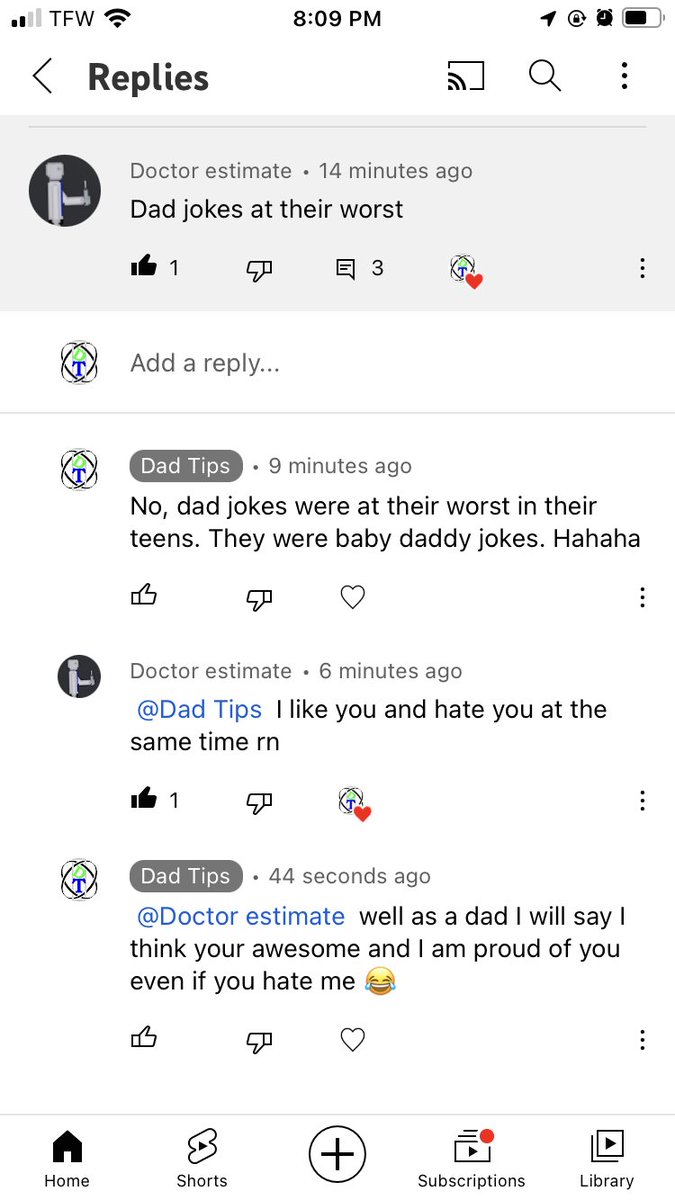 TFW 8:09 PM
Replies
Doctor estimate • 14 minutes ago
Dad jokes at their worst
1 3
Add a reply...
Dad Tips • 9 minutes ago
No, dad jokes were at their worst in their
teens. They were baby daddy jokes. Hahaha
Doctor estimate • 6 minutes ago
@Dad Tips I like you and hate you at the
same time rn
1
Dad Tips • 44 seconds ago
@Doctor estimate well as a dad I will say I
think your awesome and I am proud of you
even if you hate me 😂
Home Shorts Subscriptions Library